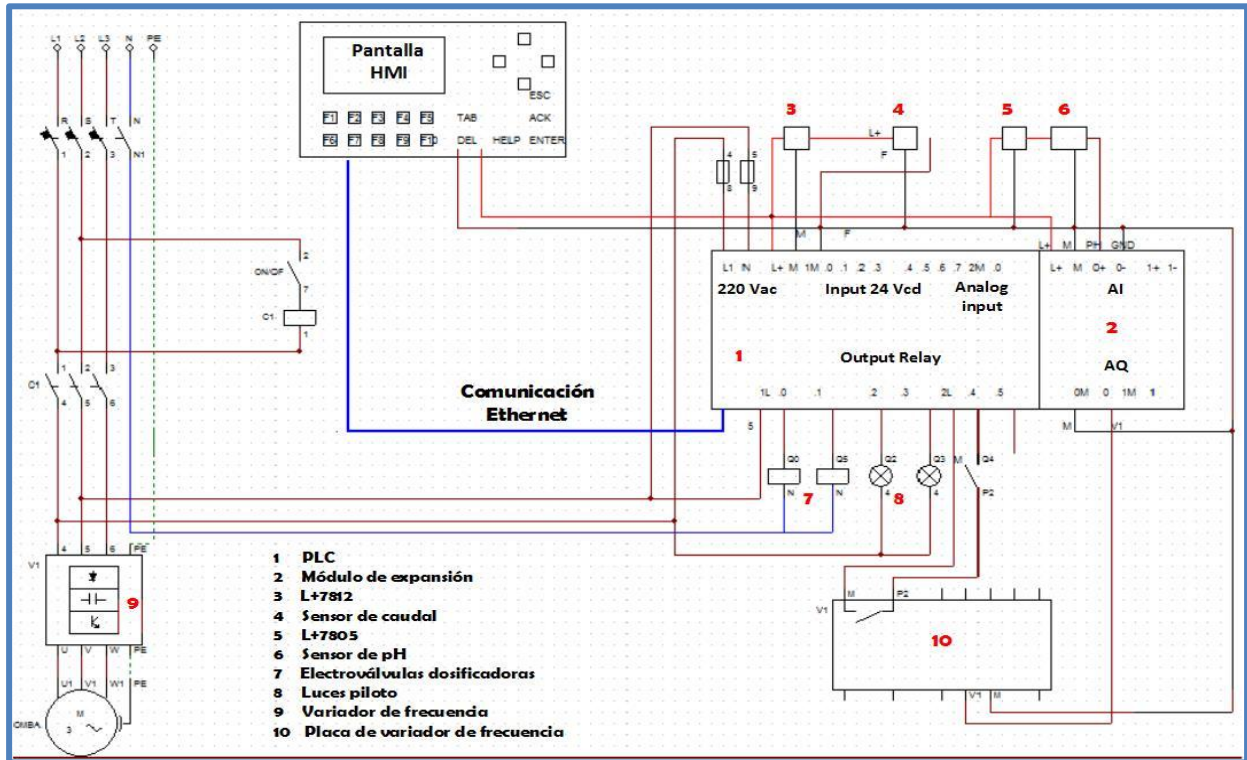 L1 L2 L3 N PE
Pantalla
HMI
ESC
F1 F2 F3 F4 F5 TAB ACK
F6 F7 F8 F9 F10 DEL HELP ENTER
R S T N
1 2 3 N1
3 4 5 6
L+
F
4 5
8 9
M F
L+ M PH GND
L1 N L+ M 1M .0 .1 .2 .3 .4 .5 .6 .7 2M .0
L+ M 0+ 0- 1+ 1-
220 Vac Input 24 Vcd Analog
input
AI
2
ON/OF
7
C1
1
1 Output Relay
2
AQ
1 2 3
C1
4 5 6
Comunicación
Ethernet
1L .0 .1 .2 .3 2L .4 .5
0M 0 1M 1
5
M V1
Q0 Q5 Q2 Q3 M Q4
N 7 N 4 8 4 P2
4 5 6 PE
V1
9
U V W PE
U1 V1 W1 PE
M
3
OMBA
1 PLC
2 Módulo de expansión
3 L+7812
4 Sensor de caudal
5 L+7805
6 Sensor de pH
7 Electroválvulas dosificadoras
8 Luces piloto
9 Variador de frecuencia
10 Placa de variador de frecuencia
M P2
V1
10
V1 M